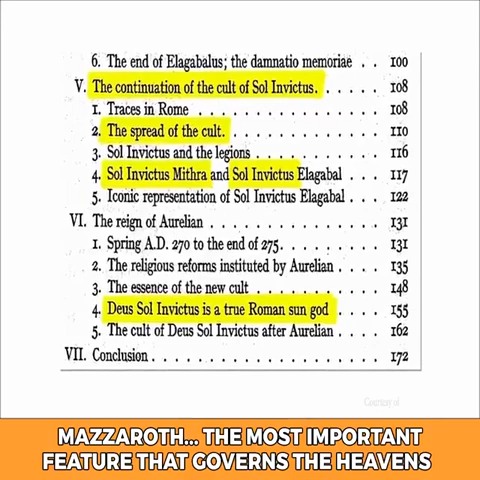 6. The end of Elagabalus; the damnatio memoriae . . 100
V. The continuation of the cult of Sol Invictus. . . . . . 108
1. Traces in Rome . . . . . . . . . . . . . . 108
2. The spread of the cult. . . . . . . . . . . . 110
3. Sol Invictus and the legions . . . . . . . . . 116
4. Sol Invictus Mithra and Sol Invictus Elagabal . . 117
5. Iconic representation of Sol Invictus Elagabal . . 122
VI. The reign of Aurelian . . . . . . . . . . . . . 131
1. Spring A.D. 270 to the end of 275. . . . . . . . 131
2. The religious reforms instituted by Aurelian . . . . 135
3. The essence of the new cult . . . . . . . . . 148
4. Deus Sol Invictus is a true Roman sun god . . . . 155
5. The cult of Deus Sol Invictus after Aurelian . . . . 162
VII. Conclusion . . . . . . . . . . . . . . . . . 172
Courtesy of
MAZZAROTH... THE MOST IMPORTANT
FEATURE THAT GOVERNS THE HEAVENS